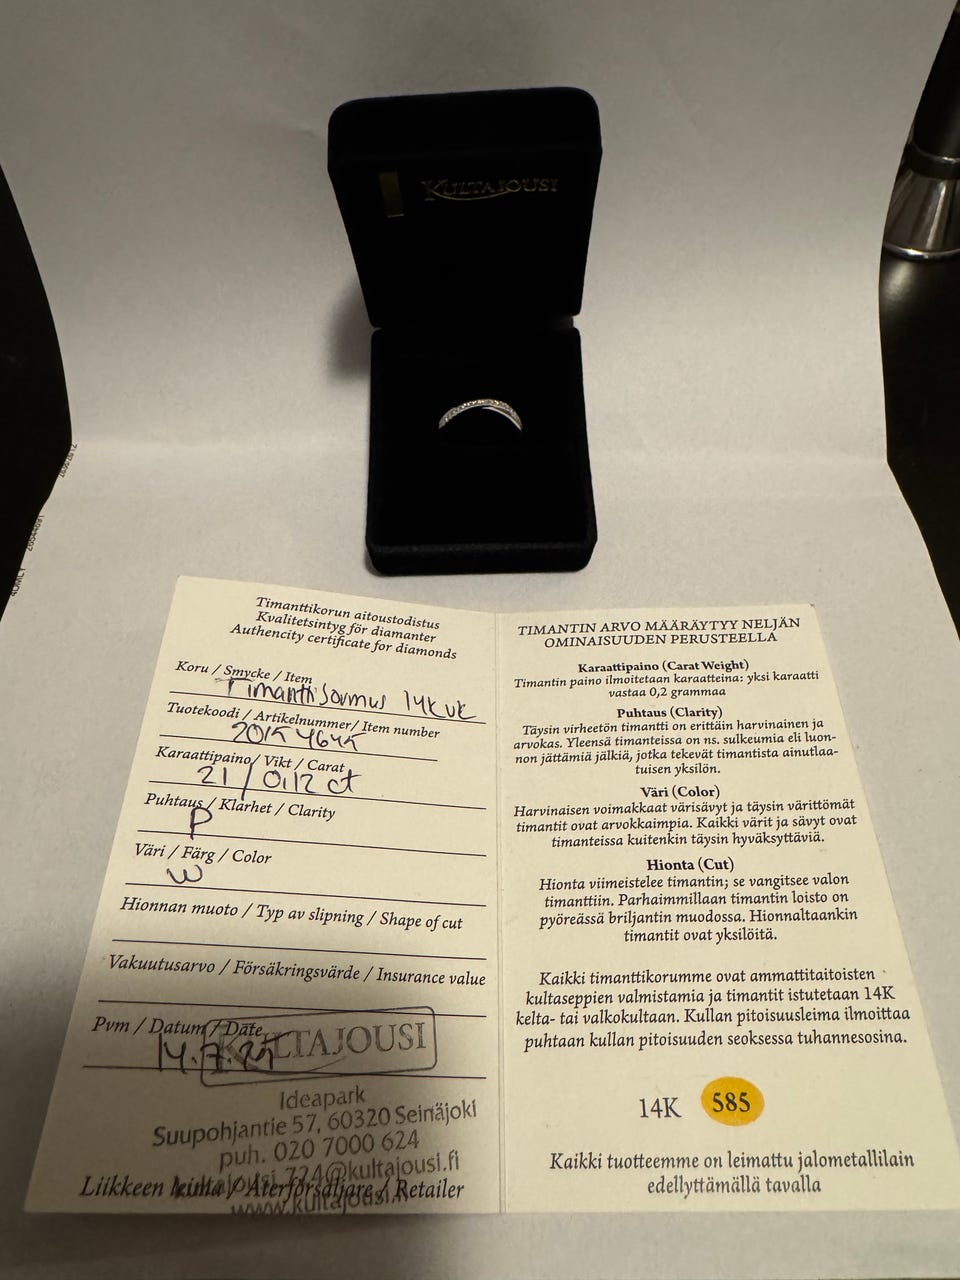 KULTAJOUSI
Timanttikorun aitoustodistus
Kvalitetsintyg för diamanter
Authencity certificate for diamonds
Koru / Smycke / Item
Timanttisormus 14K vk
Tuotekoodi / Artikelnummer / Item number
Karaattipaino / Vikt / Carat
21 / 0,12 ct
Puhtaus / Klarhet / Clarity
P
Väri / Färg / Color
W
Hionnan muoto / Typ av slipning / Shape of cut
Vakuutusarvo / Försäkringsvärde / Insurance value
Pvm / Datum / Date
KULTAJOUSI
Ideapark
Suupohjantie 57, 60320 Seinäjoki
puh. 020 7000 624
Liikkeen leima / Återförsäljare / Retailer
TIMANTIN ARVO MÄÄRÄYTYY NELJÄN
OMINAISUUDEN PERUSTEELLA
Karaattipaino (Carat Weight)
Timantin paino ilmoitetaan karaatteina: yksi karaatti
vastaa 0,2 grammaa
Puhtaus (Clarity)
Täysin virheetön timantti on erittäin harvinainen ja
arvokas. Yleensä timanteissa on ns. sulkeumia eli luon-
non jättämiä jälkiä, jotka tekevät timantista ainutlaa-
tuisen yksilön.
Väri (Color)
Harvinaisen voimakkaat värisävyt ja täysin värittömät
timantit ovat arvokkaimpia. Kaikki värit ja sävyt ovat
timanteissa kuitenkin täysin hyväksyttäviä.
Hionta (Cut)
Hionta viimeistelee timantin; se vangitsee valon
timanttiin. Parhaimmillaan timantin loisto on
pyöreässä briljantin muodossa. Hionnaltaankin
timantit ovat yksilöitä.
Kaikki timanttikorumme ovat ammattitaitoisten
kultaseppien valmistamia ja timantit istutetaan 14K
kelta- tai valkokultaan. Kullan pitoisuusleima ilmoittaa
puhtaan kullan pitoisuuden seoksessa tuhannesosina.
14K 585
Kaikki tuotteemme on leimattu jalometallilain
edellyttämällä tavalla